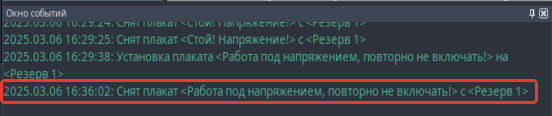 Окно событий
2025.03.06 16:29:24: Снят плакат <Стой! Напряжение!> с <Резерв 1>
2025.03.06 16:29:25: Снят плакат <Стой! Напряжение!> с <Резерв 1>
2025.03.06 16:29:38: Установка плаката <Работа под напряжением, повторно не включать!> на
<Резерв 1>
2025.03.06 16:36:02: Снят плакат <Работа под напряжением, повторно не включать!> с <Резерв 1>